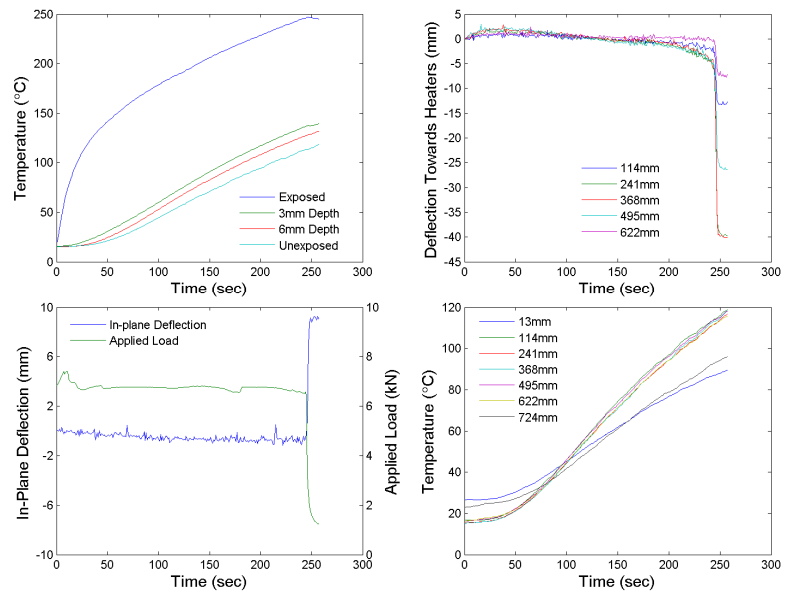 250
200
150
100
50
0
Temperature (°C)
Exposed
3mm Depth
6mm Depth
Unexposed
0 50 100 150 200 250 300
Time (sec)
5
0
-5
-10
-15
-20
-25
-30
-35
-40
-45
Deflection Towards Heaters (mm)
114mm
241mm
368mm
495mm
622mm
0 50 100 150 200 250 300
Time (sec)
10
6
2
-2
-6
-10
In-Plane Deflection (mm)
In-plane Deflection
Applied Load
10
8
6
4
2
0
Applied Load (kN)
0 50 100 150 200 250 300
Time (sec)
120
100
80
60
40
20
0
Temperature (°C)
13mm
114mm
241mm
368mm
495mm
622mm
724mm
0 50 100 150 200 250 300
Time (sec)